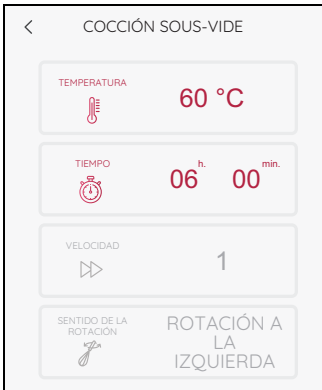 COCCIÓN SOUS-VIDE
TEMPERATURA
60 °C
TIEMPO
06 h. 00 min.
VELOCIDAD
1
SENTIDO DE LA
ROTACIÓN
ROTACIÓN A
LA
IZQUIERDA